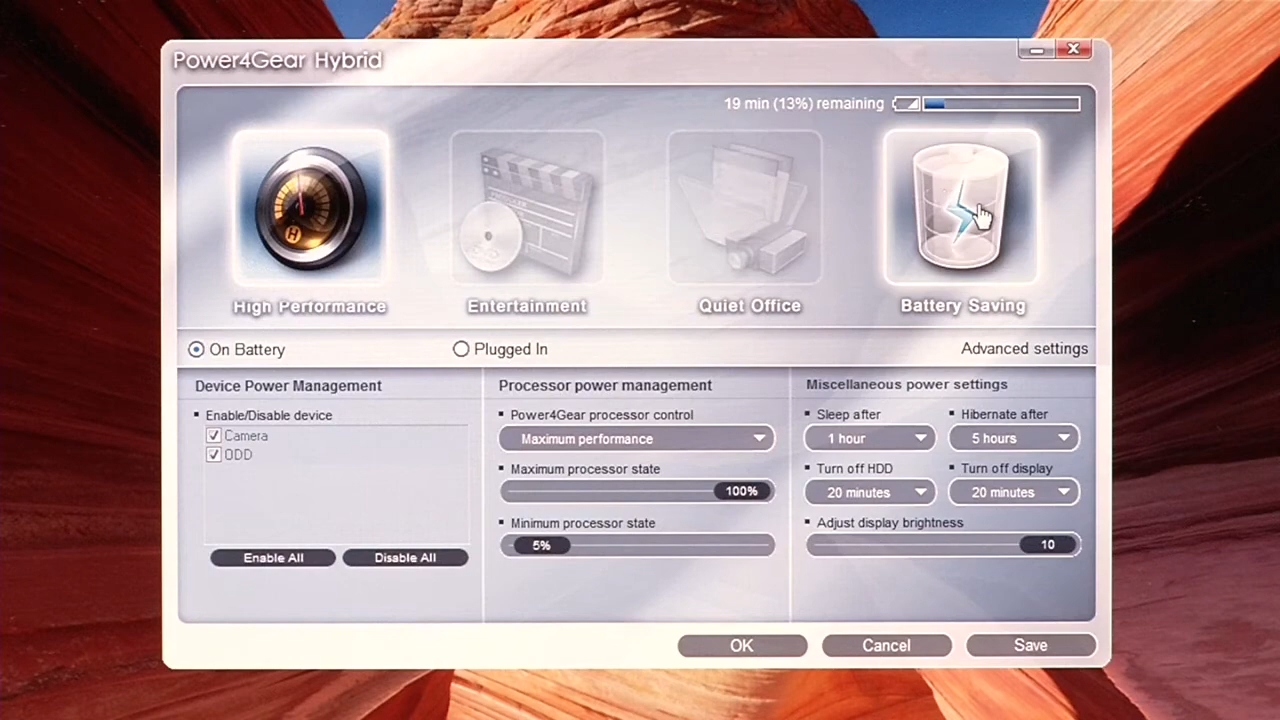 Power4Gear Hybrid
19 min (13%) remaining
High Performance
Entertainment
Quiet Office
Battery Saving
On Battery
Plugged In
Advanced settings
Device Power Management
Enable/Disable device
Camera
ODD
Enable All
Disable All
Processor power management
Power4Gear processor control
Maximum performance
Maximum processor state
100%
Minimum processor state
5%
Miscellaneous power settings
Sleep after
Hibernate after
1 hour
5 hours
Turn off HDD
Turn off display
20 minutes
20 minutes
Adjust display brightness
10
OK
Cancel
Save